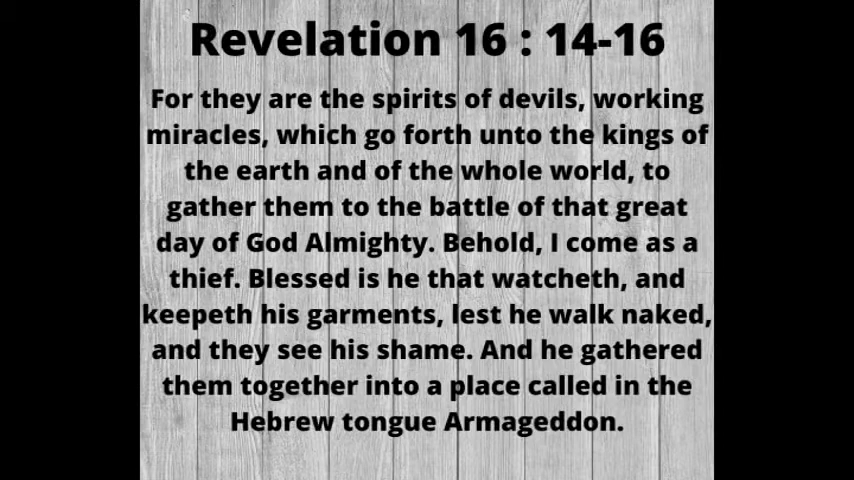 Revelation 16 : 14-16
For they are the spirits of devils, working
miracles, which go forth unto the kings of
the earth and of the whole world, to
gather them to the battle of that great
day of God Almighty. Behold, I come as a
thief. Blessed is he that watcheth, and
keepeth his garments, lest he walk naked,
and they see his shame. And he gathered
them together into a place called in the
Hebrew tongue Armageddon.